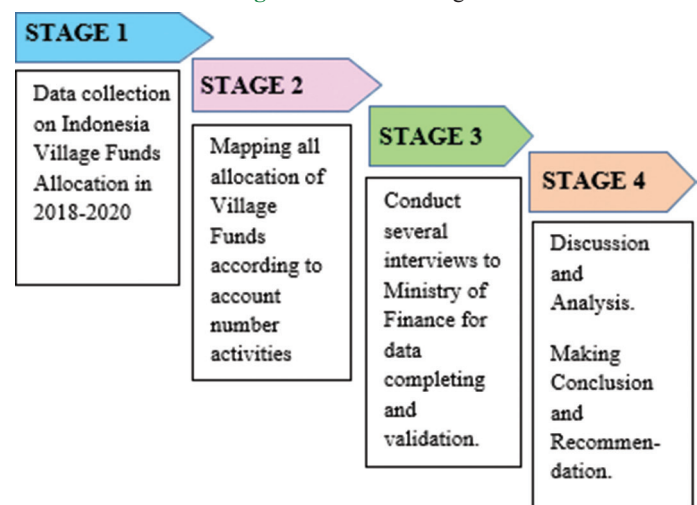 STAGE 1
Data collection
on Indonesia
Village Funds
Allocation in
2018-2020
STAGE 2
Mapping all
allocation of
Village
Funds
according to
account
number
activities
STAGE 3
Conduct
several
interviews to
Ministry of
Finance for
data
completing
and
validation.
STAGE 4
Discussion
and
Analysis.
Making
Conclusion
and
Recommen-
dation.